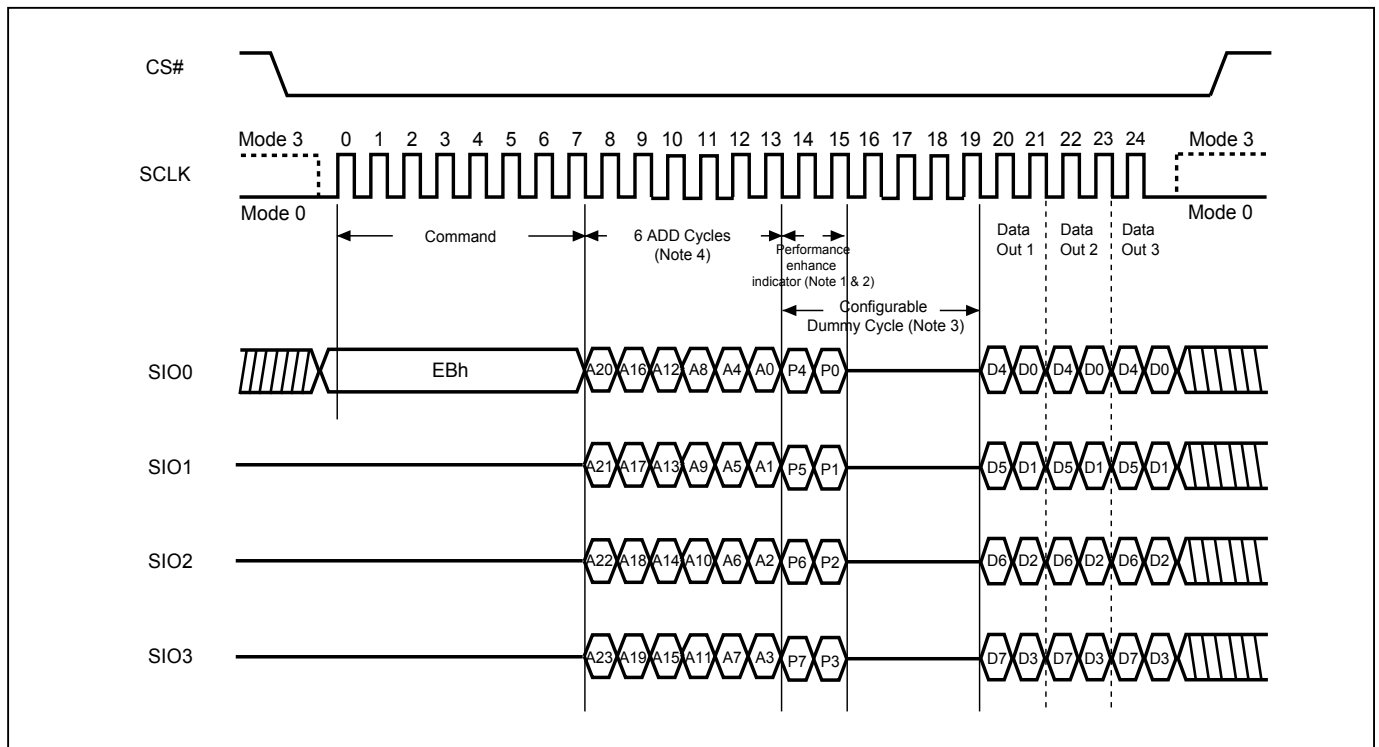 CS#
Mode 3 0 1 2 3 4 5 6 7 8 9 10 11 12 13 14 15 16 17 18 19 20 21 22 23 24 Mode 3
SCLK
Mode 0 Mode 0
Command
6 ADD Cycles
(Note 4)
Performance
enhance
indicator (Note 1 & 2)
Data
Out 1
Data
Out 2
Data
Out 3
Configurable
Dummy Cycle (Note 3)
SIO0 EBh A20 A16 A12 A8 A4 A0 P4 P0 D4 D0 D4 D0 D4 D0
SIO1 A21 A17 A13 A9 A5 A1 P5 P1 D5 D1 D5 D1 D5 D1
SIO2 A22 A18 A14 A10 A6 A2 P6 P2 D6 D2 D6 D2 D6 D2
SIO3 A23 A19 A15 A11 A7 A3 P7 P3 D7 D3 D7 D3 D7 D3